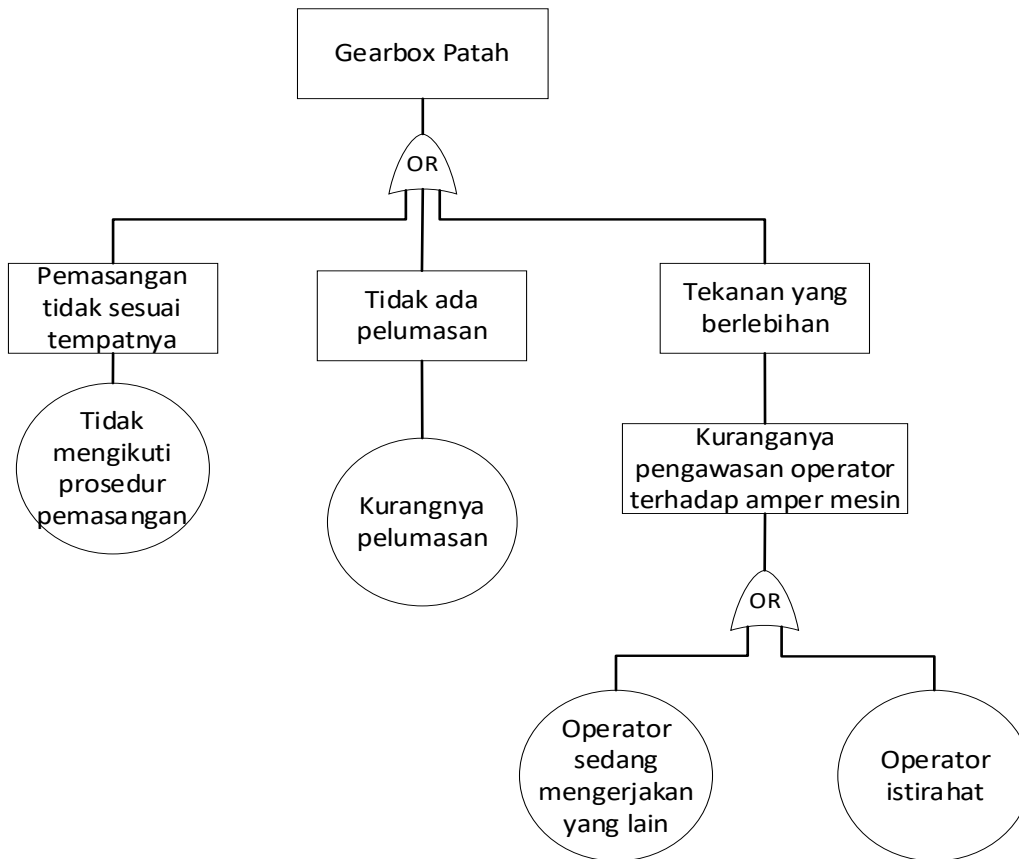 Gearbox Patah
OR
Pemasangan
tidak sesuai
tempatnya
Tidak ada
pelumasan
Tekanan yang
berlebihan
Tidak
mengikuti
prosedur
pemasangan
Kurangnya
pelumasan
Kuranganya
pengawasan operator
terhadap amper mesin
OR
Operator
sedang
mengerjakan
yang lain
Operator
istirahat